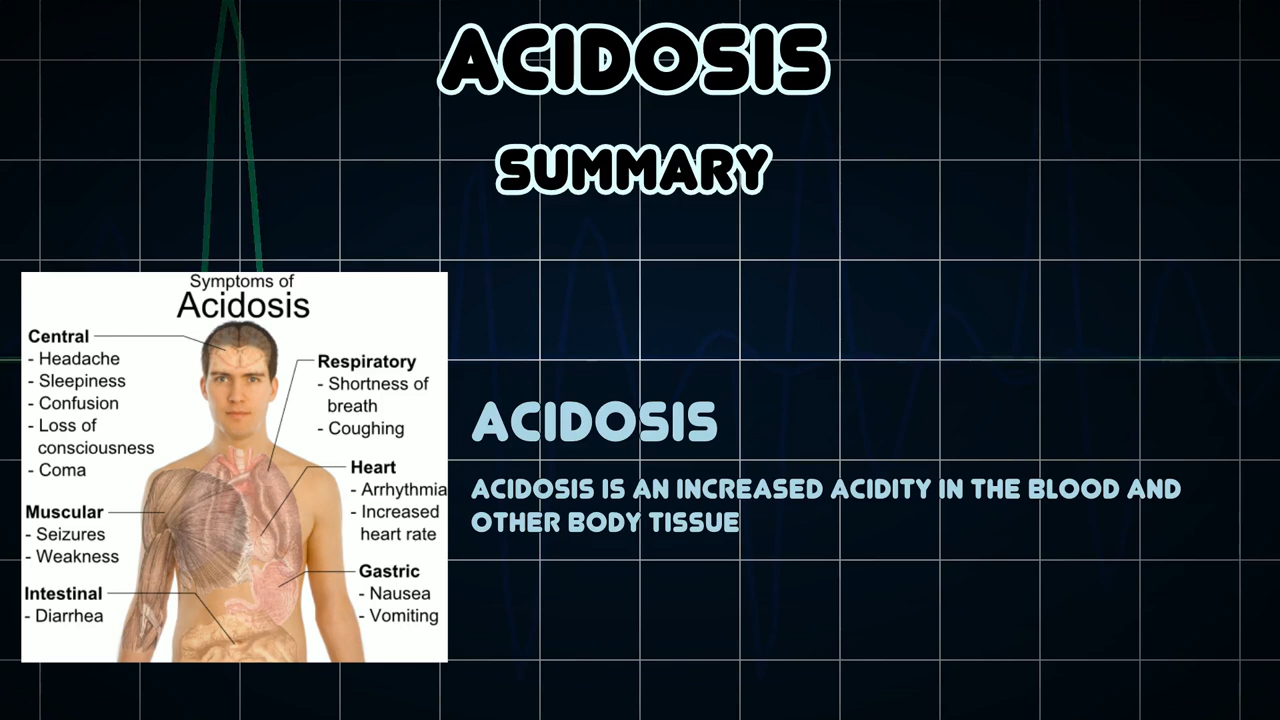 ACIDOSIS
SUMMARY
Symptoms of
Acidosis
Central
- Headache
- Sleepiness
- Confusion
- Loss of
consciousness
- Coma
Muscular
- Seizures
- Weakness
Intestinal
- Diarrhea
Respiratory
- Shortness of
breath
- Coughing
Heart
- Arrhythmia
- Increased
heart rate
Gastric
- Nausea
- Vomiting
ACIDOSIS
ACIDOSIS IS AN INCREASED ACIDITY IN THE BLOOD AND
OTHER BODY TISSUE